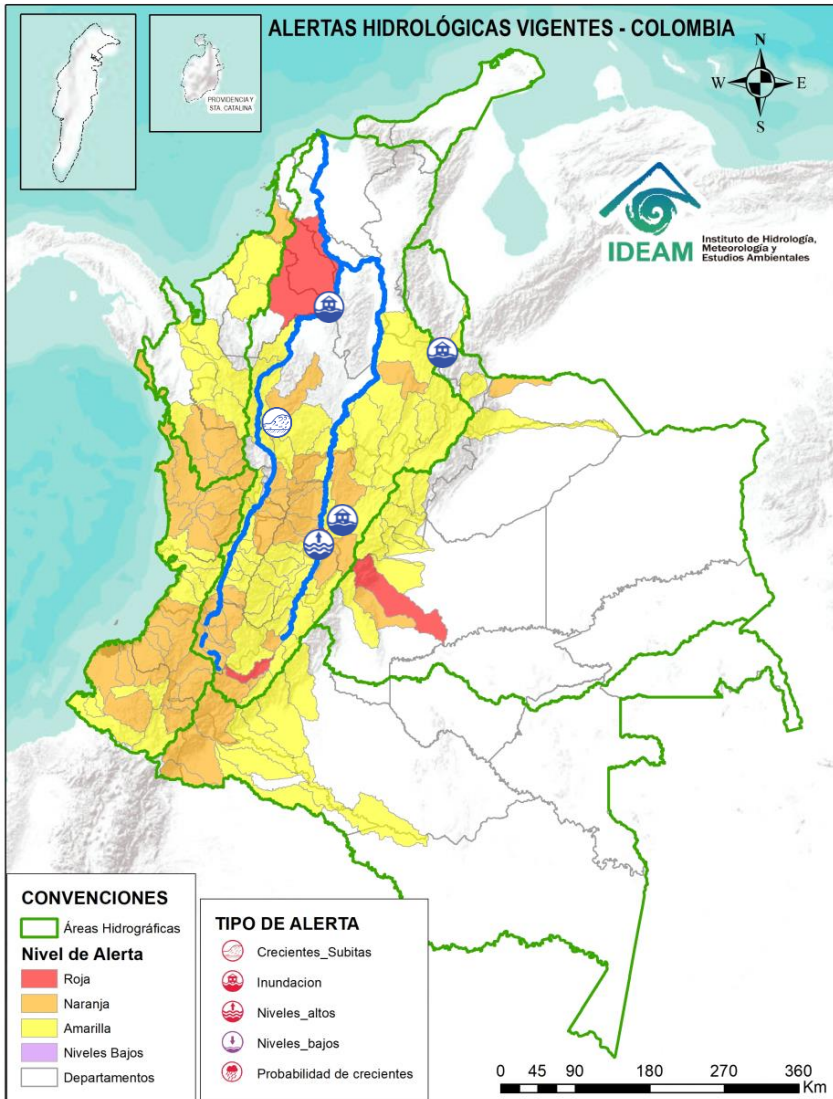 ALERTAS HIDROLÓGICAS VIGENTES - COLOMBIA
PROVIDENCIA Y
STA. CATALINA
N
W
E
S
IDEAM
Instituto de Hidrología,
Meteorología y
Estudios Ambientales
CONVENCIONES
Áreas Hidrográficas
Nivel de Alerta
Roja
Naranja
Amarilla
Niveles Bajos
Departamentos
TIPO DE ALERTA
Crecientes_Subitas
Inundacion
Niveles_altos
Niveles_bajos
Probabilidad de crecientes
0 45 90 180 270 360
Km